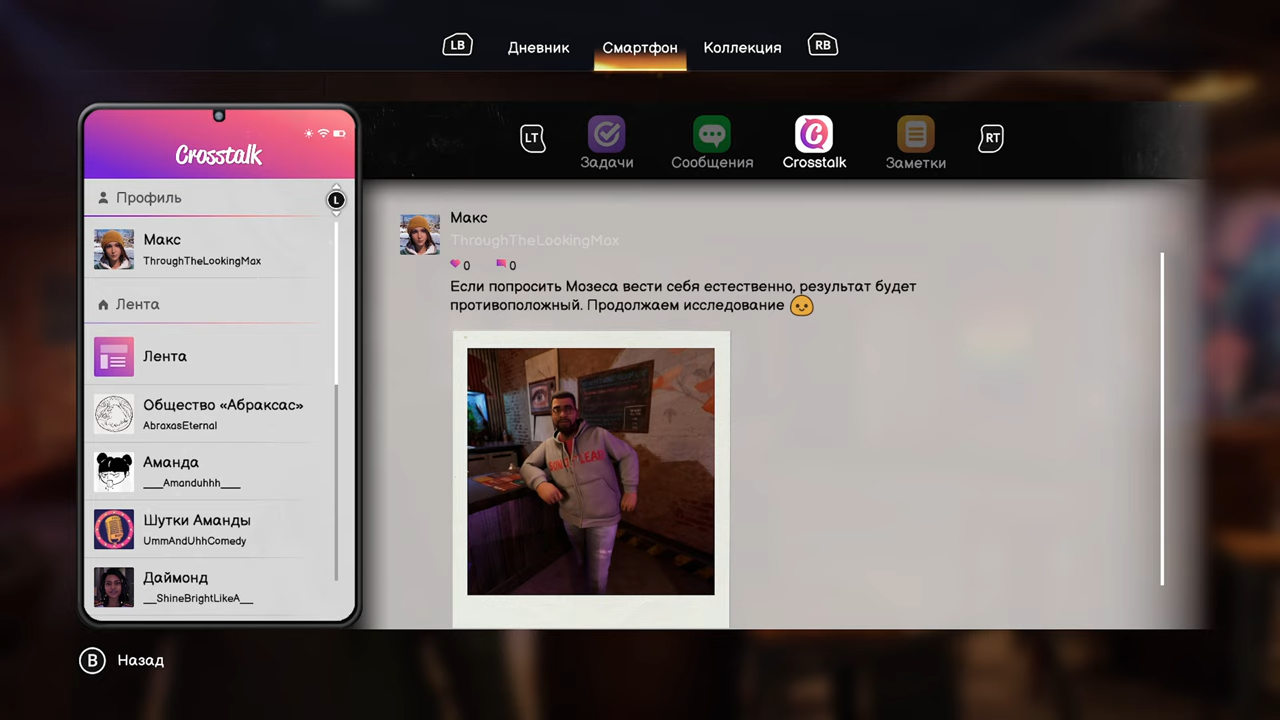 LB Дневник Смартфон Коллекция RB
Crosstalk
LT RT
Задачи Сообщения Crosstalk Заметки
Профиль
L
Макс
ThroughTheLookingMax
Лента
Лента
Общество «Абраксас»
AbraxasEternal
Аманда
___Amanduhhh___
Шутки Аманды
UmmAndUhhComedy
Даймонд
__ShineBrightLikeA__
Макс
ThroughTheLookingMax
0 0
Если попросить Мозеса вести себя естественно, результат будет
противоположный. Продолжаем исследование
B Назад